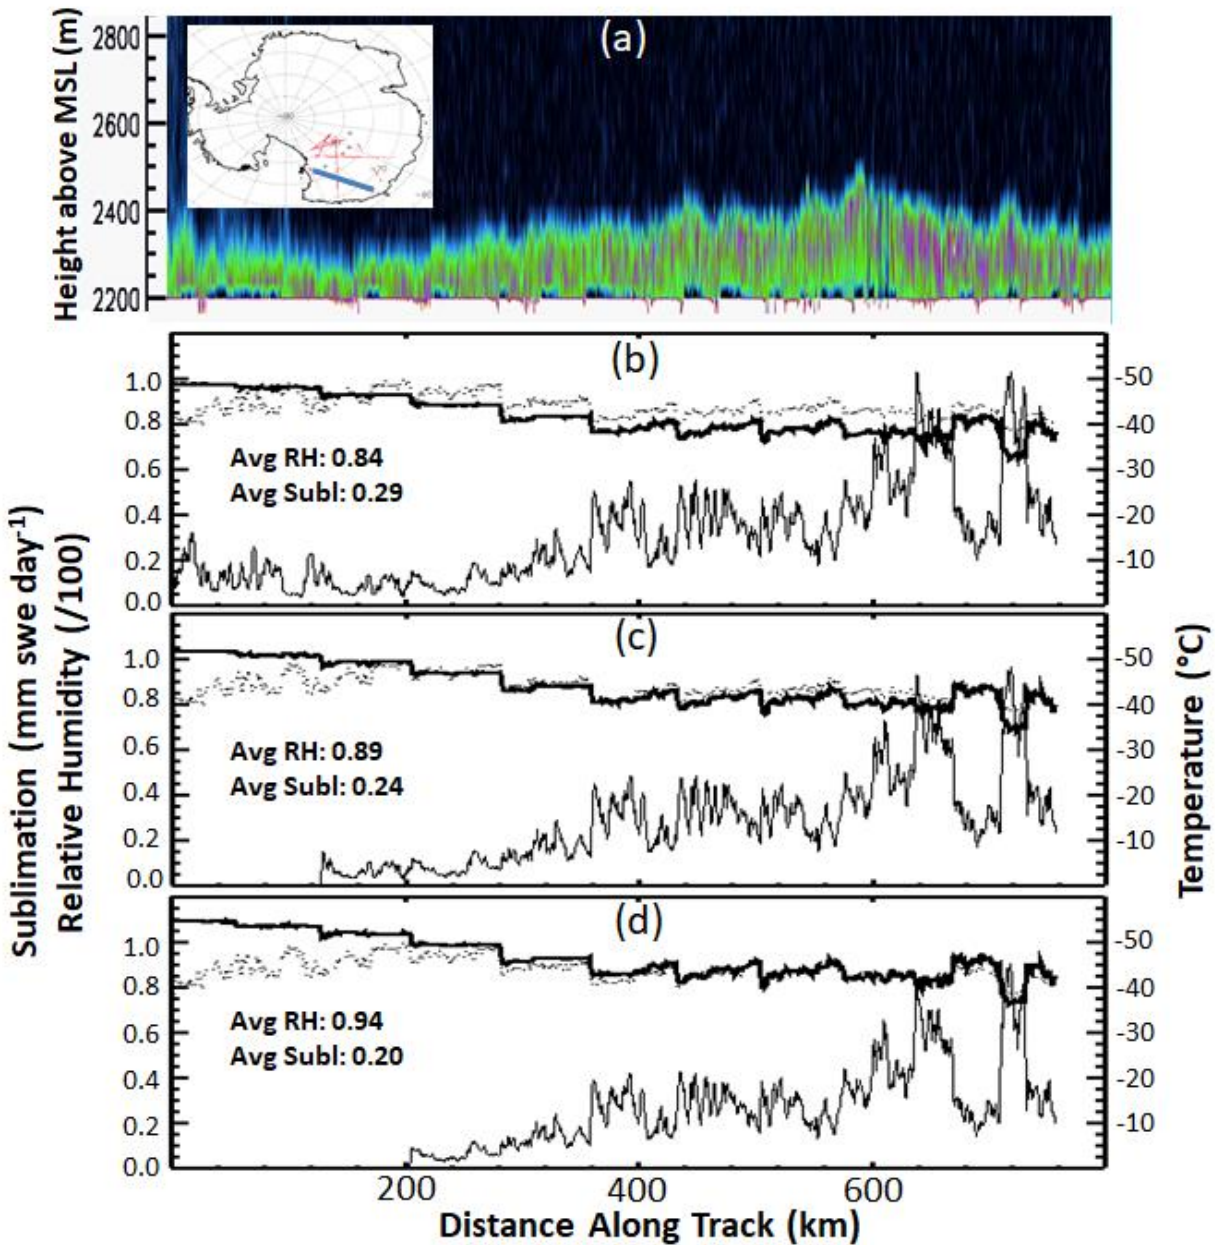 Height above MSL (m)
2800
2600
2400
2200
(a)
(b)
1.0
0.8
0.6
0.4
0.2
0.0
Avg RH: 0.84
Avg Subl: 0.29
-50
-40
-30
-20
-10
(c)
1.0
0.8
0.6
0.4
0.2
0.0
Avg RH: 0.89
Avg Subl: 0.24
-50
-40
-30
-20
-10
(d)
1.0
0.8
0.6
0.4
0.2
0.0
Avg RH: 0.94
Avg Subl: 0.20
-50
-40
-30
-20
-10
Sublimation (mm swe day-1)
Relative Humidity (/100)
Temperature (°C)
200
400
600
Distance Along Track (km)